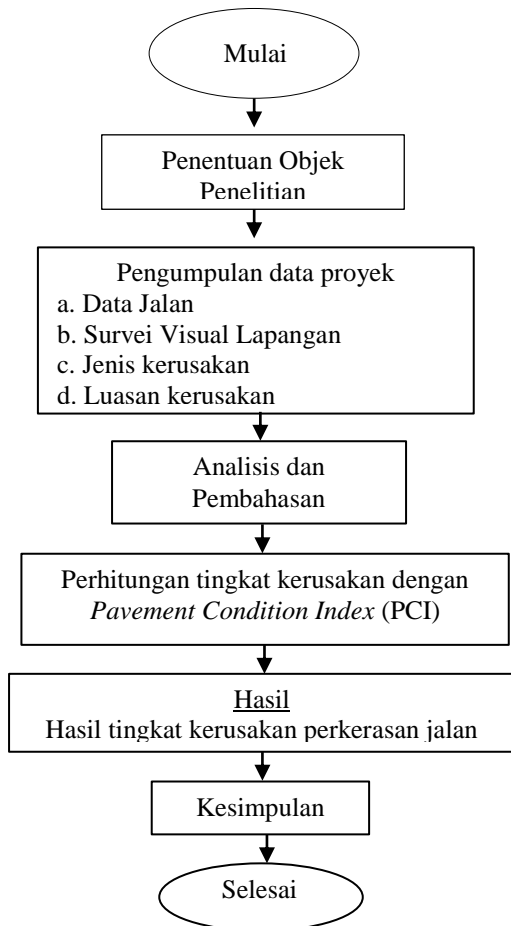 Mulai
Penentuan Objek
Penelitian
Pengumpulan data proyek
a. Data Jalan
b. Survei Visual Lapangan
c. Jenis kerusakan
d. Luasan kerusakan
Analisis dan
Pembahasan
Perhitungan tingkat kerusakan dengan
Pavement Condition Index (PCI)
Hasil
Hasil tingkat kerusakan perkerasan jalan
Kesimpulan
Selesai